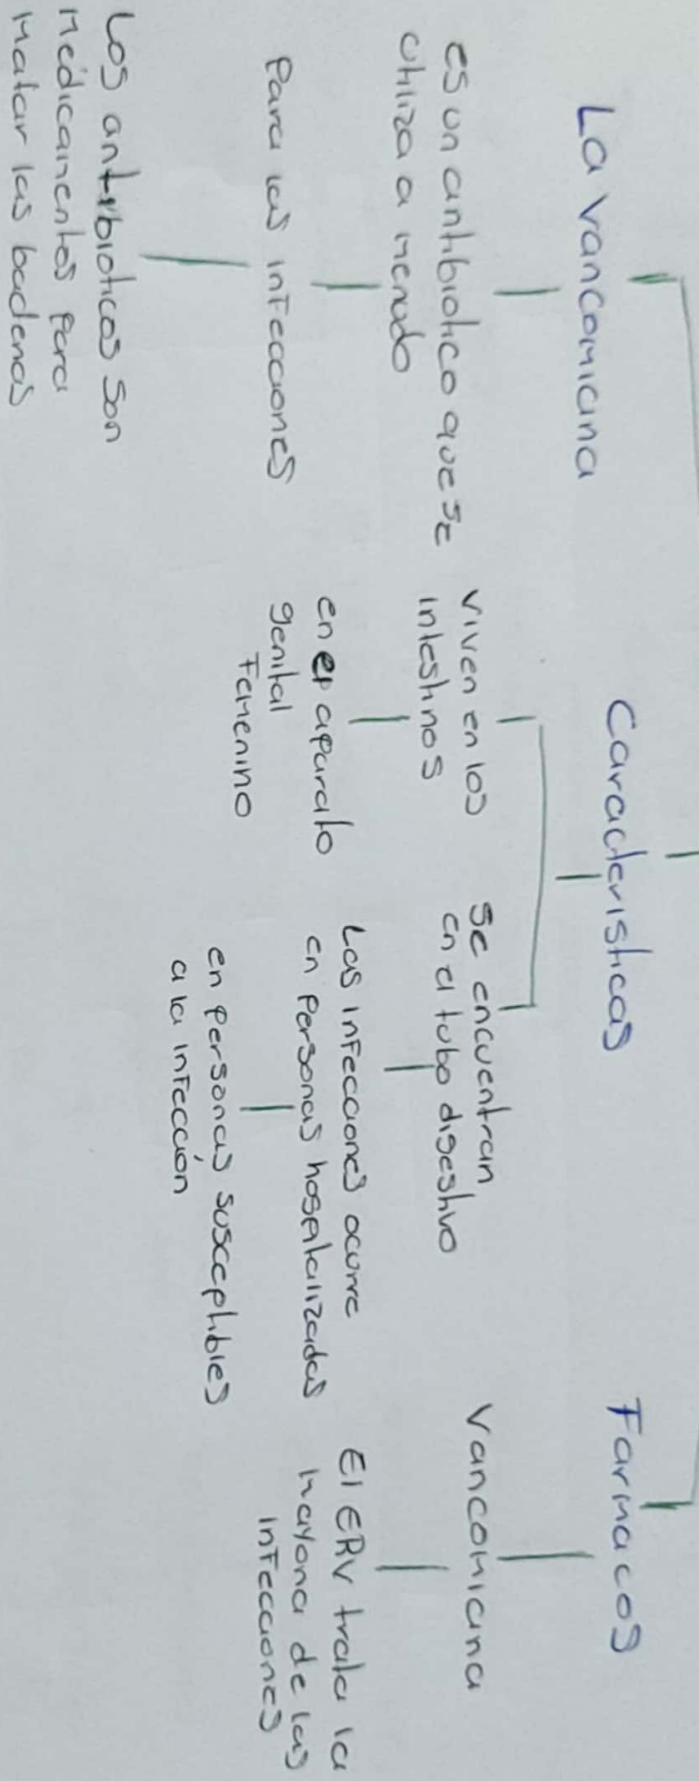 La vancomicina
es un antibiotico que se
utiliza a menudo
Para las infecciones
Los antibioticos son
medicamentos Para
matar las bacterias
Caracteristicas
viven en los
intestinos
en el aparato
genital
Femenino
Se encuentran
en el tubo digestivo
Las infecciones ocurre
en Personas hospitalizadas
en Personas susceptibles
a la infección
Farmacos
Vancomicina
El ERV trata la
mayoria de las
infecciones